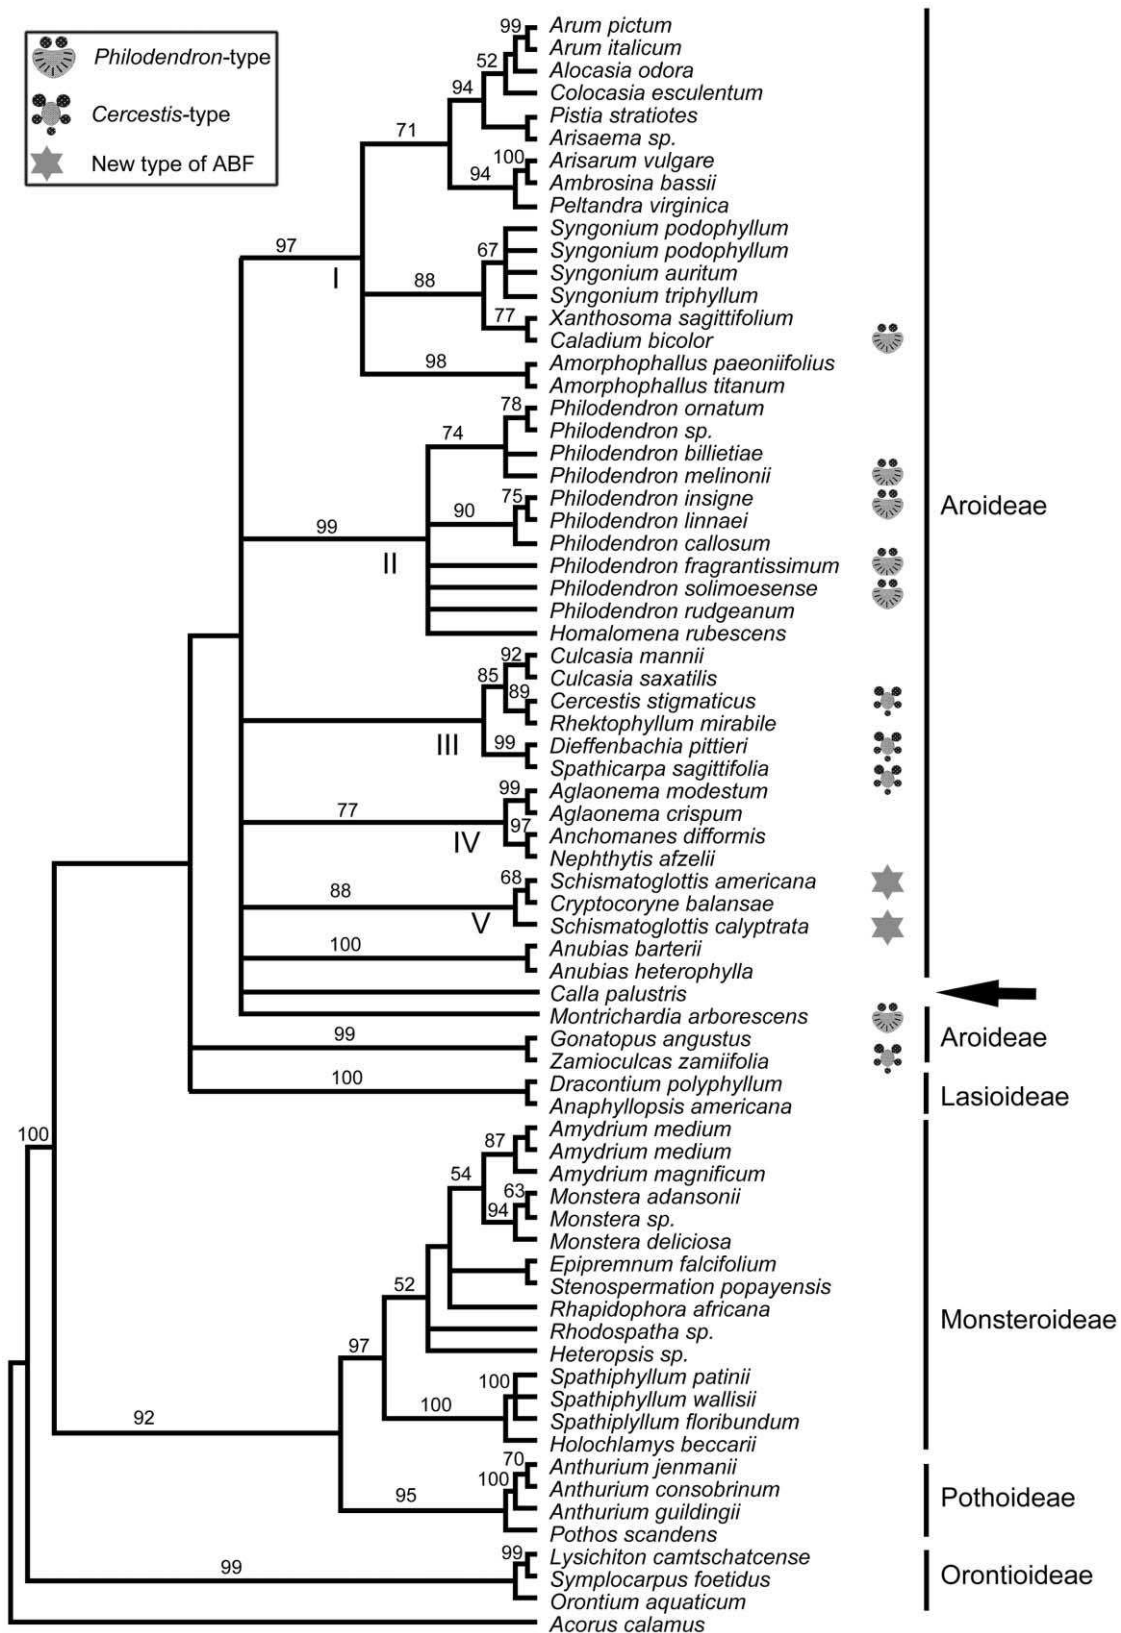 Philodendron-type
Cercestis-type
New type of ABF
99
Arum pictum
Arum italicum
52
Alocasia odora
94
Colocasia esculentum
71
Pistia stratiotes
Arisaema sp.
100
Arisarum vulgare
94
Ambrosina bassii
Peltandra virginica
97
I
Syngonium podophyllum
67
Syngonium podophyllum
88
Syngonium auritum
Syngonium triphyllum
77
Xanthosoma sagittifolium
Caladium bicolor
98
Amorphophallus paeoniifolius
Amorphophallus titanum
78
Philodendron ornatum
74
Philodendron sp.
Philodendron billietiae
Philodendron melinonii
75
Philodendron insigne
Aroideae
90
Philodendron linnaei
99
Philodendron callosum
II
Philodendron fragrantissimum
Philodendron solimoesense
Philodendron rudgeanum
Homalomena rubescens
92
Culcasia mannii
85
Culcasia saxatilis
89
Cercestis stigmaticus
Rhektophyllum mirabile
III
99
Dieffenbachia pittieri
Spathicarpa sagittifolia
99
Aglaonema modestum
77
Aglaonema crispum
97
IV
Anchomanes difformis
Nephthytis afzelii
68
Schismatoglottis americana
88
Cryptocoryne balansae
V
Schismatoglottis calyptrata
100
Anubias barterii
Anubias heterophylla
Calla palustris
Montrichardia arborescens
99
Gonatopus angustus
Aroideae
Zamioculcas zamiifolia
100
Dracontium polyphyllum
Lasioideae
Anaphyllopsis americana
100
Amydrium medium
87
Amydrium medium
54
Amydrium magnificum
63
Monstera adansonii
94
Monstera sp.
Monstera deliciosa
Epipremnum falcifolium
52
Stenospermation popayensis
Rhapidophora africana
Monsteroideae
Rhodospatha sp.
97
Heteropsis sp.
100
Spathiphyllum patinii
100
Spathiphyllum wallisii
92
Spathiplyllum floribundum
Holochlamys beccarii
70
Anthurium jenmanii
100
Anthurium consobrinum
95
Pothoideae
Anthurium guildingii
Pothos scandens
99
Lysichiton camtschatcense
99
Symplocarpus foetidus
Orontioideae
Orontium aquaticum
Acorus calamus